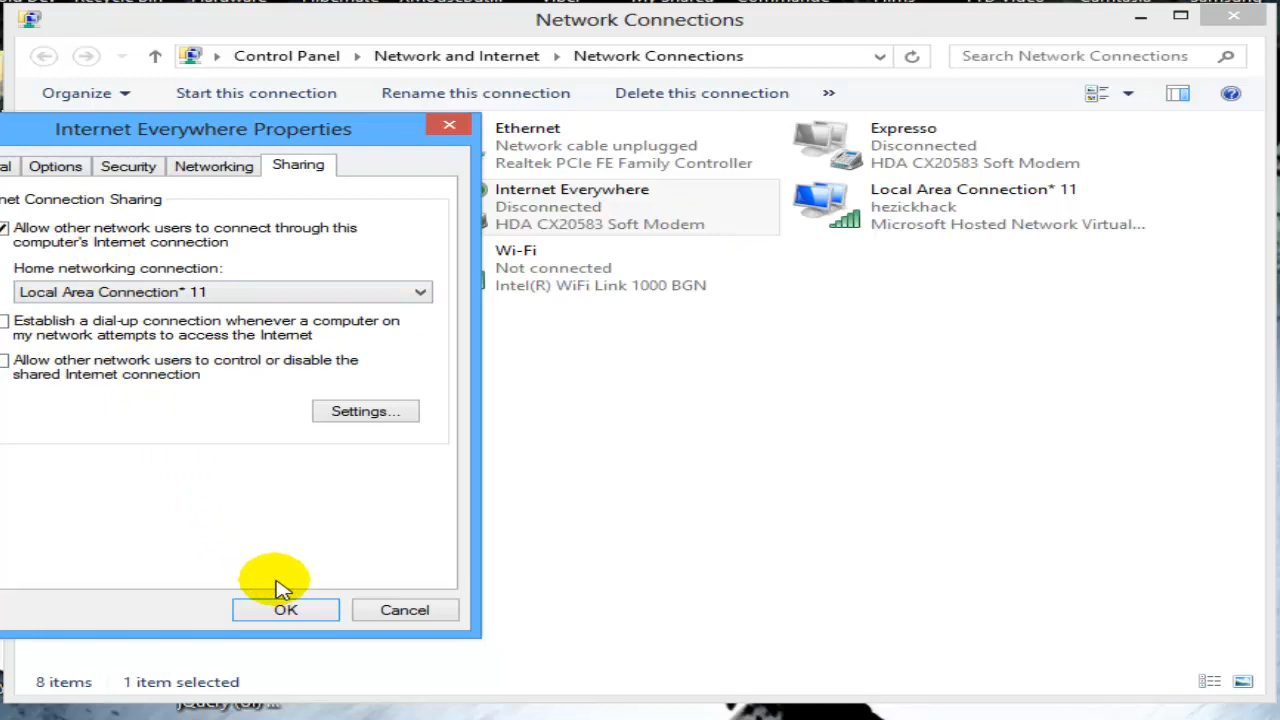 Network Connections
Control Panel
Network and Internet
Network Connections
Search Network Connections
Organize
Start this connection
Rename this connection
Delete this connection
»
Internet Everywhere Properties
al
Options
Security
Networking
Sharing
net Connection Sharing
Allow other network users to connect through this
computer's Internet connection
Home networking connection:
Local Area Connection* 11
Establish a dial-up connection whenever a computer on
my network attempts to access the Internet
Allow other network users to control or disable the
shared Internet connection
Settings...
OK
Cancel
Ethernet
Network cable unplugged
Realtek PCIe FE Family Controller
Internet Everywhere
Disconnected
HDA CX20583 Soft Modem
Wi-Fi
Not connected
Intel(R) WiFi Link 1000 BGN
Expresso
Disconnected
HDA CX20583 Soft Modem
Local Area Connection* 11
hezickhack
Microsoft Hosted Network Virtual...
8 items
1 item selected